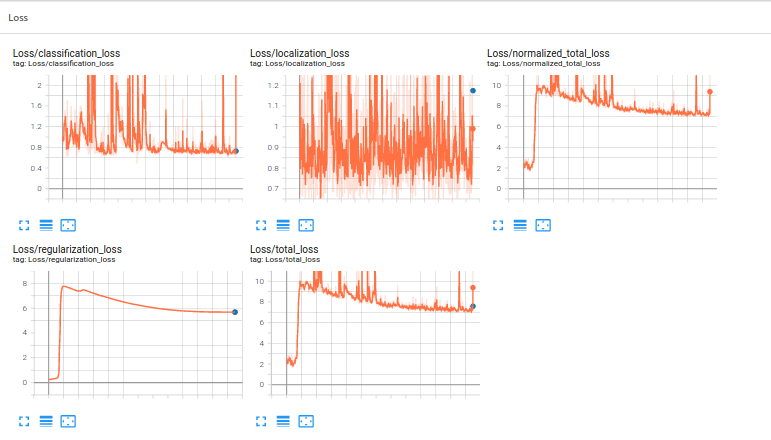 Loss
Loss/classification_loss
tag: Loss/classification_loss
2
1.6
1.2
0.8
0.4
0
Loss/localization_loss
tag: Loss/localization_loss
1.2
1.1
1
0.9
0.8
0.7
Loss/normalized_total_loss
tag: Loss/normalized_total_loss
10
8
6
4
2
0
Loss/regularization_loss
tag: Loss/regularization_loss
8
6
4
2
0
Loss/total_loss
tag: Loss/total_loss
10
8
6
4
2
0